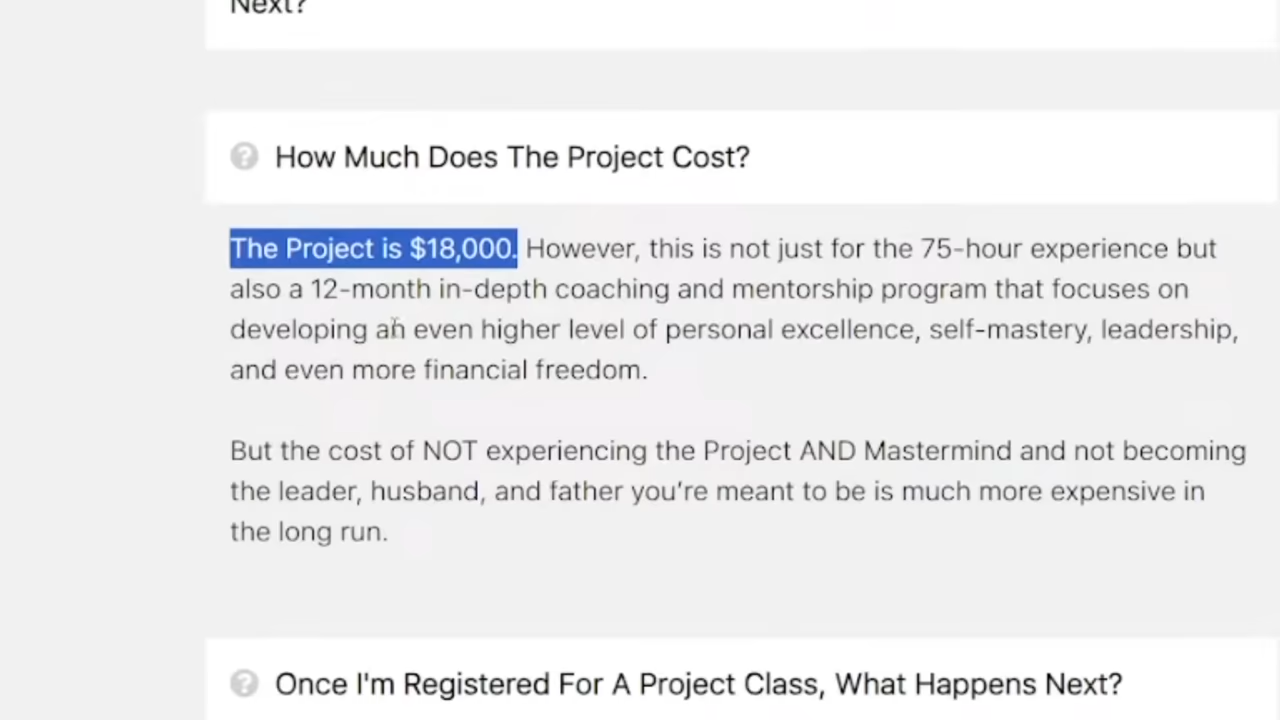 Next?
How Much Does The Project Cost?
The Project is $18,000. However, this is not just for the 75-hour experience but
also a 12-month in-depth coaching and mentorship program that focuses on
developing an even higher level of personal excellence, self-mastery, leadership,
and even more financial freedom.
But the cost of NOT experiencing the Project AND Mastermind and not becoming
the leader, husband, and father you're meant to be is much more expensive in
the long run.
Once I'm Registered For A Project Class, What Happens Next?